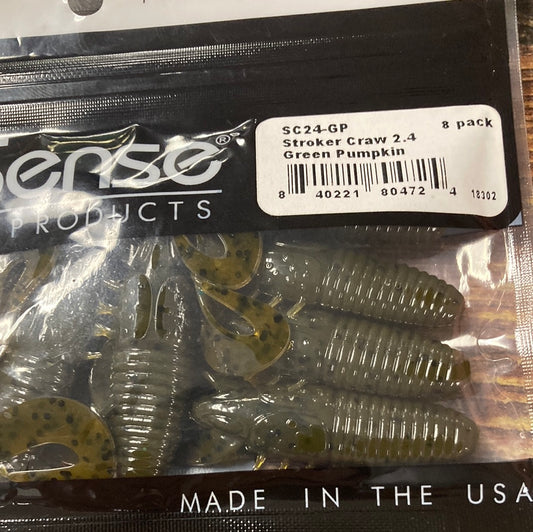 Sense®
PRODUCTS
SC24-GP 8 pack
Stroker Craw 2.4
Green Pumpkin
8 40221 80472 4 18302
MADE IN THE USA